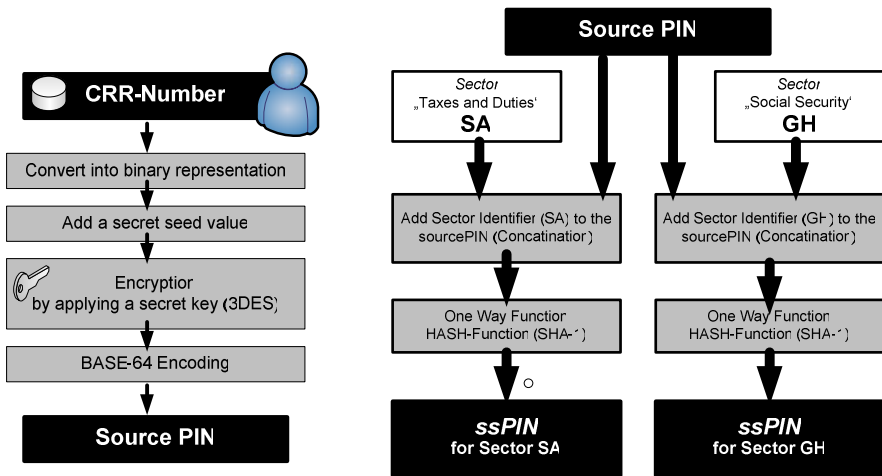 CRR-Number
Convert into binary representation
Add a secret seed value
Encryptior
by applying a secret key (3DES)
BASE-64 Encoding
Source PIN
Source PIN
Sector
„Taxes and Duties‘
SA
Sector
„Social Security‘
GH
Add Sector Identifier (SA) to the
sourcePIN (Concatinatior)
Add Sector Identifier (GH) to the
sourcePIN (Concatinatior)
One Way Function
HASH-Function (SHA-1)
One Way Function
HASH-Function (SHA-1)
ssPIN
for Sector SA
ssPIN
for Sector GH